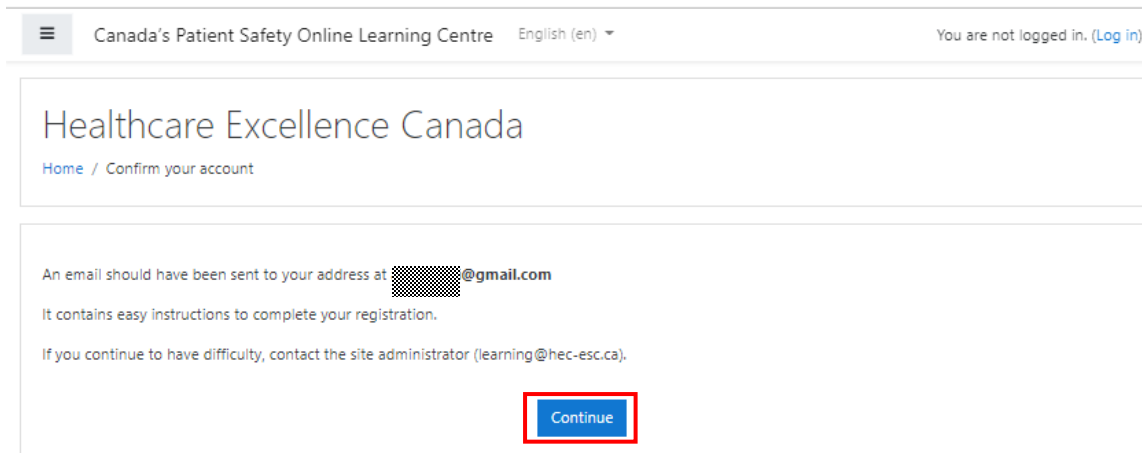 Canada's Patient Safety Online Learning Centre English (en) You are not logged in. (Log in)
Healthcare Excellence Canada
Home / Confirm your account
An email should have been sent to your address at @gmail.com
It contains easy instructions to complete your registration.
If you continue to have difficulty, contact the site administrator (learning@hec-esc.ca).
Continue